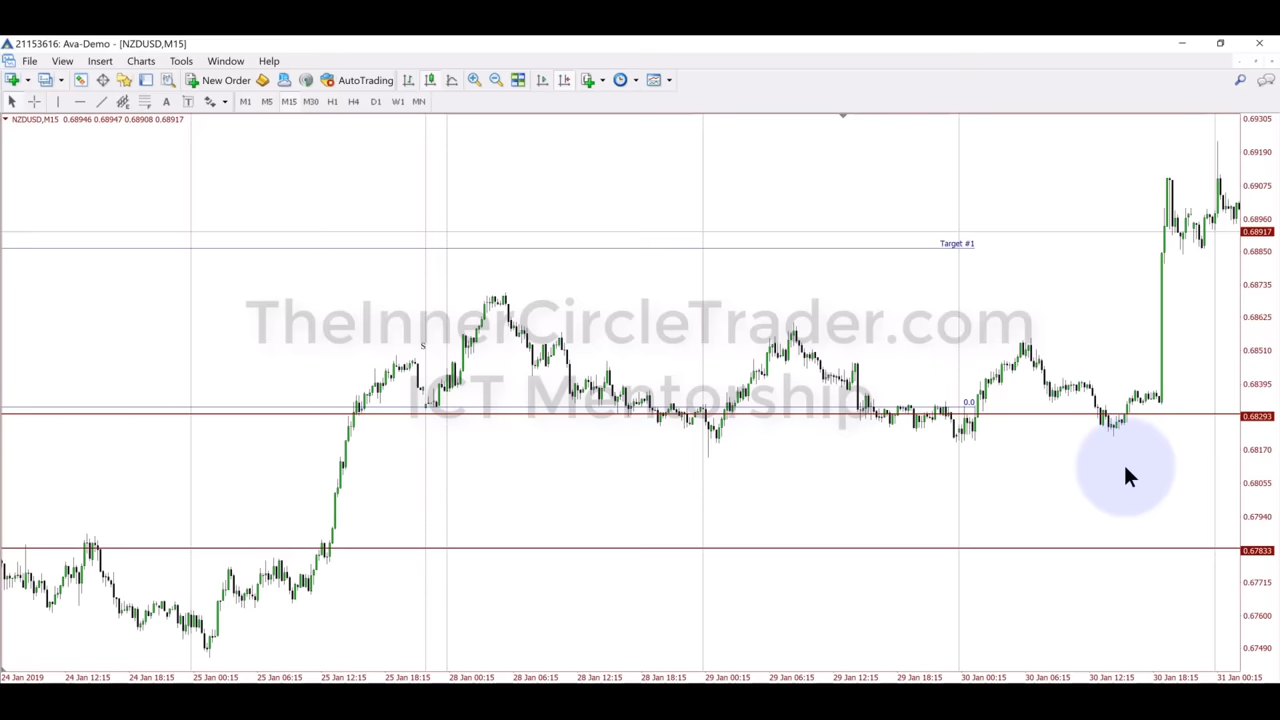 21153616: Ava-Demo - [NZDUSD,M15]
File View Insert Charts Tools Window Help
New Order AutoTrading
M1 M5 M15 M30 H1 H4 D1 W1 MN
NZDUSD,M15 0.68946 0.68947 0.68908 0.68917
0.69305
0.69190
0.69075
0.68960
0.68917
Target #1
0.68850
0.68735
TheInnerCircleTrader.com
0.68625
S
0.68510
0.68395
ICT Mentorship
0.0
0.68293
0.68170
0.68055
0.67940
0.67833
0.67715
0.67600
0.67490
24 Jan 2019 24 Jan 12:15 24 Jan 18:15 25 Jan 00:15 25 Jan 06:15 25 Jan 12:15 25 Jan 18:15 28 Jan 00:15 28 Jan 06:15 28 Jan 12:15 28 Jan 18:15 29 Jan 00:15 29 Jan 06:15 29 Jan 12:15 29 Jan 18:15 30 Jan 00:15 30 Jan 06:15 30 Jan 12:15 30 Jan 18:15 31 Jan 00:15